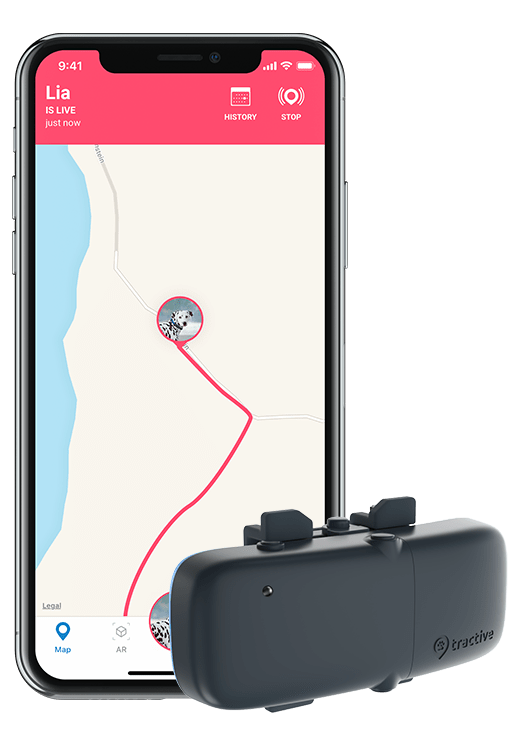 9:41
Lia
IS LIVE
just now
HISTORY
STOP
Legal
Map
AR
tractive